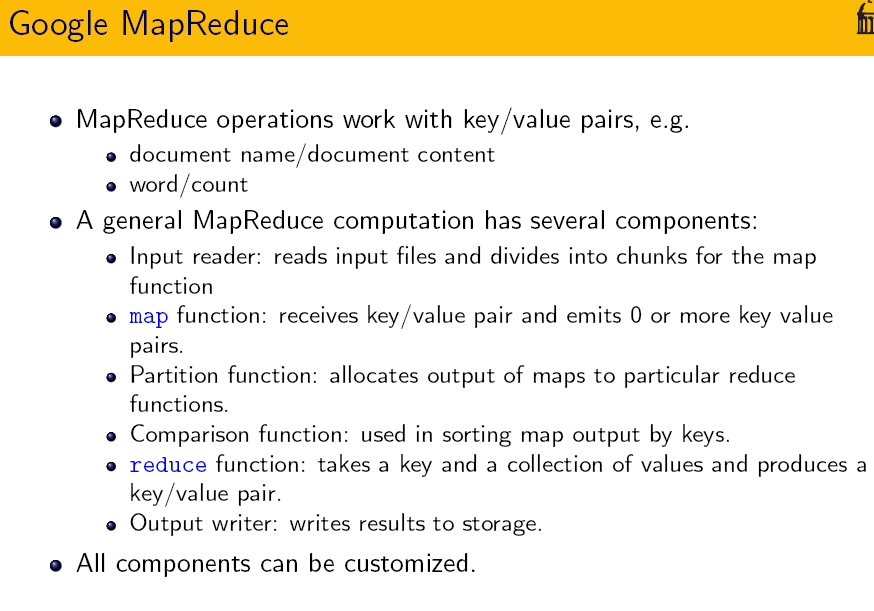 Google MapReduce
MapReduce operations work with key/value pairs, e.g.
document name/document content
word/count
A general MapReduce computation has several components:
Input reader: reads input files and divides into chunks for the map
function
map function: receives key/value pair and emits 0 or more key value
pairs.
Partition function: allocates output of maps to particular reduce
functions.
Comparison function: used in sorting map output by keys.
reduce function: takes a key and a collection of values and produces a
key/value pair.
Output writer: writes results to storage.
All components can be customized.